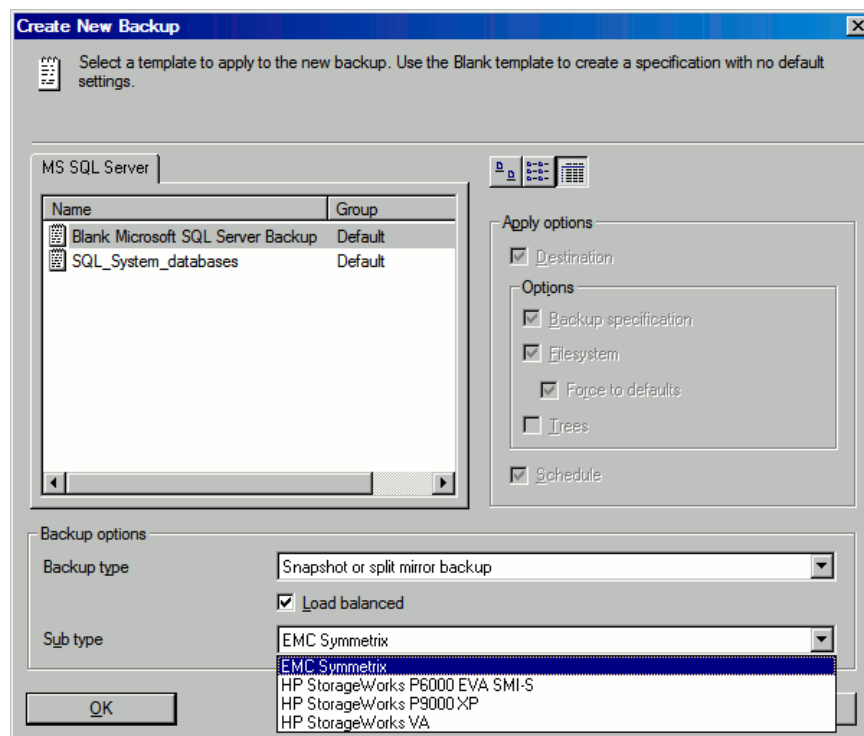 Create New Backup
Select a template to apply to the new backup. Use the Blank template to create a specification with no default
settings.
MS SQL Server
Name Group
Blank Microsoft SQL Server Backup Default
SQL_System_databases Default
Apply options
Destination
Options
Backup specification
Filesystem
Force to defaults
Trees
Schedule
Backup options
Backup type Snapshot or split mirror backup
Load balanced
Sub type EMC Symmetrix
EMC Symmetrix
HP StorageWorks P6000 EVA SMI-S
HP StorageWorks P9000 XP
HP StorageWorks VA
OK